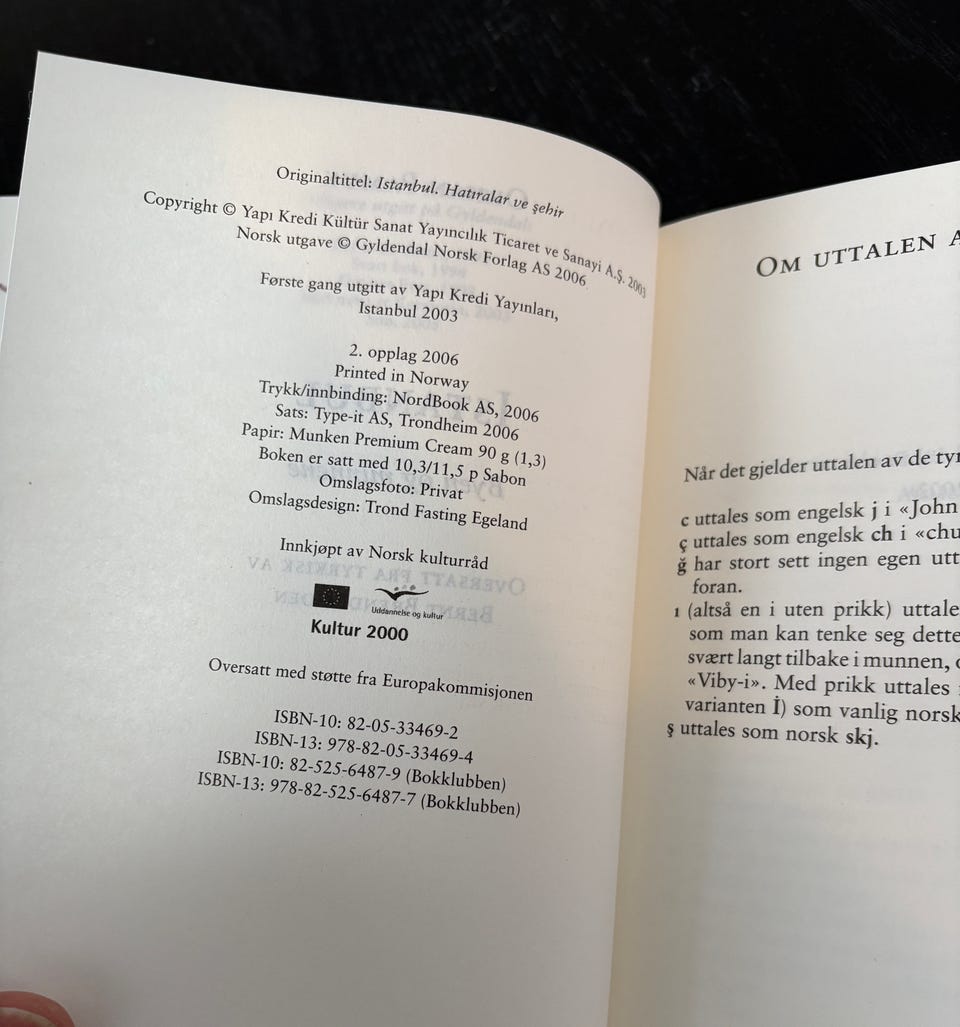 Originaltittel: Istanbul. Hatıralar ve şehir
Copyright © Yapı Kredi Kültür Sanat Yayıncılık Ticaret ve Sanayi A.Ş. 2003
Norsk utgave © Gyldendal Norsk Forlag AS 2006
Første gang utgitt av Yapı Kredi Yayınları,
Istanbul 2003
2. opplag 2006
Printed in Norway
Trykk/innbinding: NordBook AS, 2006
Sats: Type-it AS, Trondheim 2006
Papir: Munken Premium Cream 90 g (1,3)
Boken er satt med 10,3/11,5 p Sabon
Omslagsfoto: Privat
Omslagsdesign: Trond Fasting Egeland
Innkjøpt av Norsk kulturråd
Uddannelse og kultur
Kultur 2000
Oversatt med støtte fra Europakommisjonen
ISBN-10: 82-05-33469-2
ISBN-13: 978-82-05-33469-4
ISBN-10: 82-525-6487-9 (Bokklubben)
ISBN-13: 978-82-525-6487-7 (Bokklubben)
OM UTTALEN A
Når det gjelder uttalen av de tyr
c uttales som engelsk j i «John
ç uttales som engelsk ch i «chu
ğ har stort sett ingen egen utt
foran.
ı (altså en i uten prikk) uttale
som man kan tenke seg dette
svært langt tilbake i munnen, o
«Viby-i». Med prikk uttales i
varianten İ) som vanlig norsk
ş uttales som norsk skj.